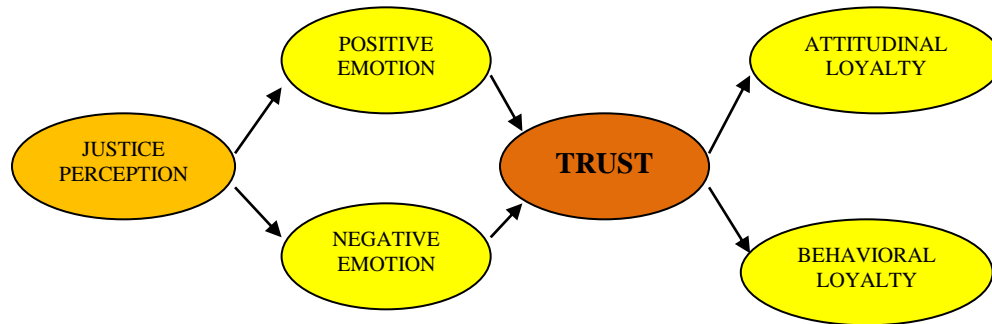 POSITIVE
EMOTION
ATTITUDINAL
LOYALTY
JUSTICE
PERCEPTION
TRUST
NEGATIVE
EMOTION
BEHAVIORAL
LOYALTY